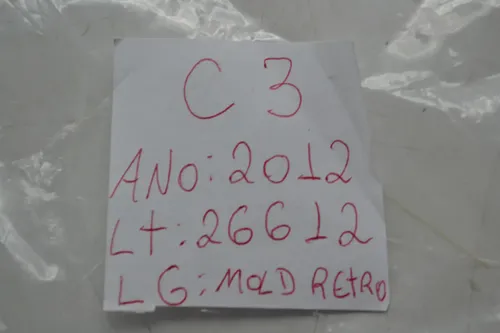 C 3
ANO: 2012
Lt: 26612
LG: MOLD RETRO